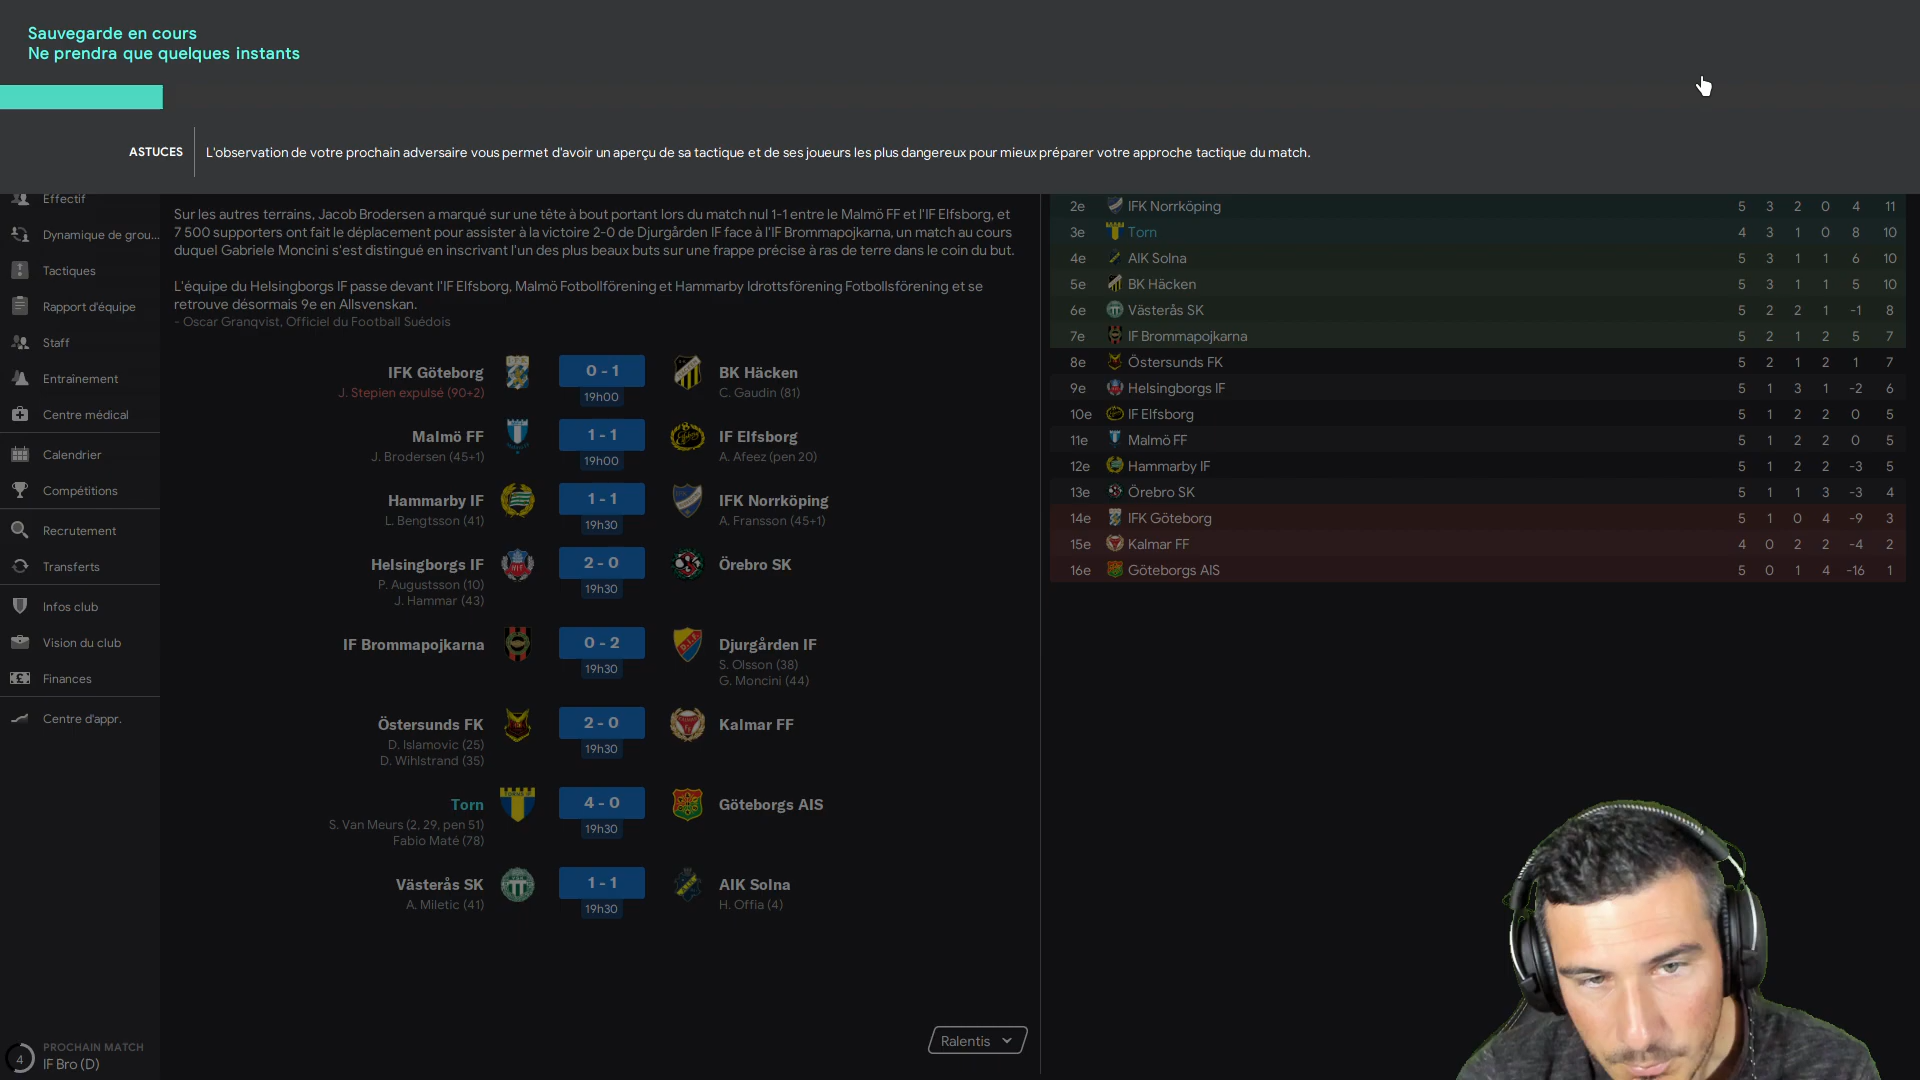 Sauvegarde en cours
Ne prendra que quelques instants
ASTUCES
L'observation de votre prochain adversaire vous permet d'avoir un aperçu de sa tactique et de ses joueurs les plus dangereux pour mieux préparer votre approche tactique du match.
Effectif
Dynamique de grou...
Tactiques
Rapport d'équipe
Staff
Entraînement
Centre médical
Calendrier
Compétitions
Recrutement
Transferts
Infos club
Vision du club
Finances
Centre d'appr.
4
PROCHAIN MATCH
IF Bro (D)
Sur les autres terrains, Jacob Brodersen a marqué sur une tête à bout portant lors du match nul 1-1 entre le Malmö FF et l'IF Elfsborg, et
7 500 supporters ont fait le déplacement pour assister à la victoire 2-0 de Djurgården IF face à l'IF Brommapojkarna, un match au cours
duquel Gabriele Moncini s'est distingué en inscrivant l'un des plus beaux buts sur une frappe précise à ras de terre dans le coin du but.
L'équipe du Helsingborgs IF passe devant l'IF Elfsborg, Malmö Fotbollförening et Hammarby Idrottsförening Fotbollsförening et se
retrouve désormais 9e en Allsvenskan.
- Oscar Granqvist, Officiel du Football Suédois
IFK Göteborg 0 - 1 BK Häcken
J. Stepien expulsé (90+2) 19h00 C. Gaudin (81)
Malmö FF 1 - 1 IF Elfsborg
J. Brodersen (45+1) 19h00 A. Afeez (pen 20)
Hammarby IF 1 - 1 IFK Norrköping
L. Bengtsson (41) 19h30 A. Fransson (45+1)
Helsingborgs IF 2 - 0 Örebro SK
P. Augustsson (10) 19h30
J. Hammar (43)
IF Brommapojkarna 0 - 2 Djurgården IF
19h30 S. Olsson (38)
G. Moncini (44)
Östersunds FK 2 - 0 Kalmar FF
D. Islamovic (25) 19h30
D. Wihlstrand (35)
Torn 4 - 0 Göteborgs AIS
S. Van Meurs (2, 29, pen 51) 19h30
Fabio Maté (78)
Västerås SK 1 - 1 AIK Solna
A. Miletic (41) 19h30 H. Offia (4)
Ralentis
2e IFK Norrköping 5 3 2 0 4 11
3e Torn 4 3 1 0 8 10
4e AIK Solna 5 3 1 1 6 10
5e BK Häcken 5 3 1 1 5 10
6e Västerås SK 5 2 2 1 -1 8
7e IF Brommapojkarna 5 2 1 2 5 7
8e Östersunds FK 5 2 1 2 1 7
9e Helsingborgs IF 5 1 3 1 -2 6
10e IF Elfsborg 5 1 2 2 0 5
11e Malmö FF 5 1 2 2 0 5
12e Hammarby IF 5 1 2 2 -3 5
13e Örebro SK 5 1 1 3 -3 4
14e IFK Göteborg 5 1 0 4 -9 3
15e Kalmar FF 4 0 2 2 -4 2
16e Göteborgs AIS 5 0 1 4 -16 1